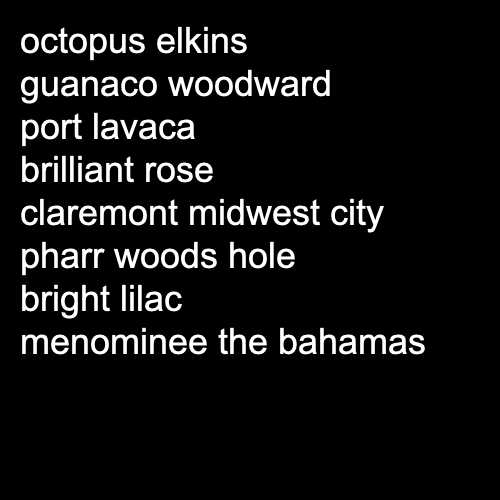 octopus elkins
guanaco woodward
port lavaca
brilliant rose
claremont midwest city
pharr woods hole
bright lilac
menominee the bahamas